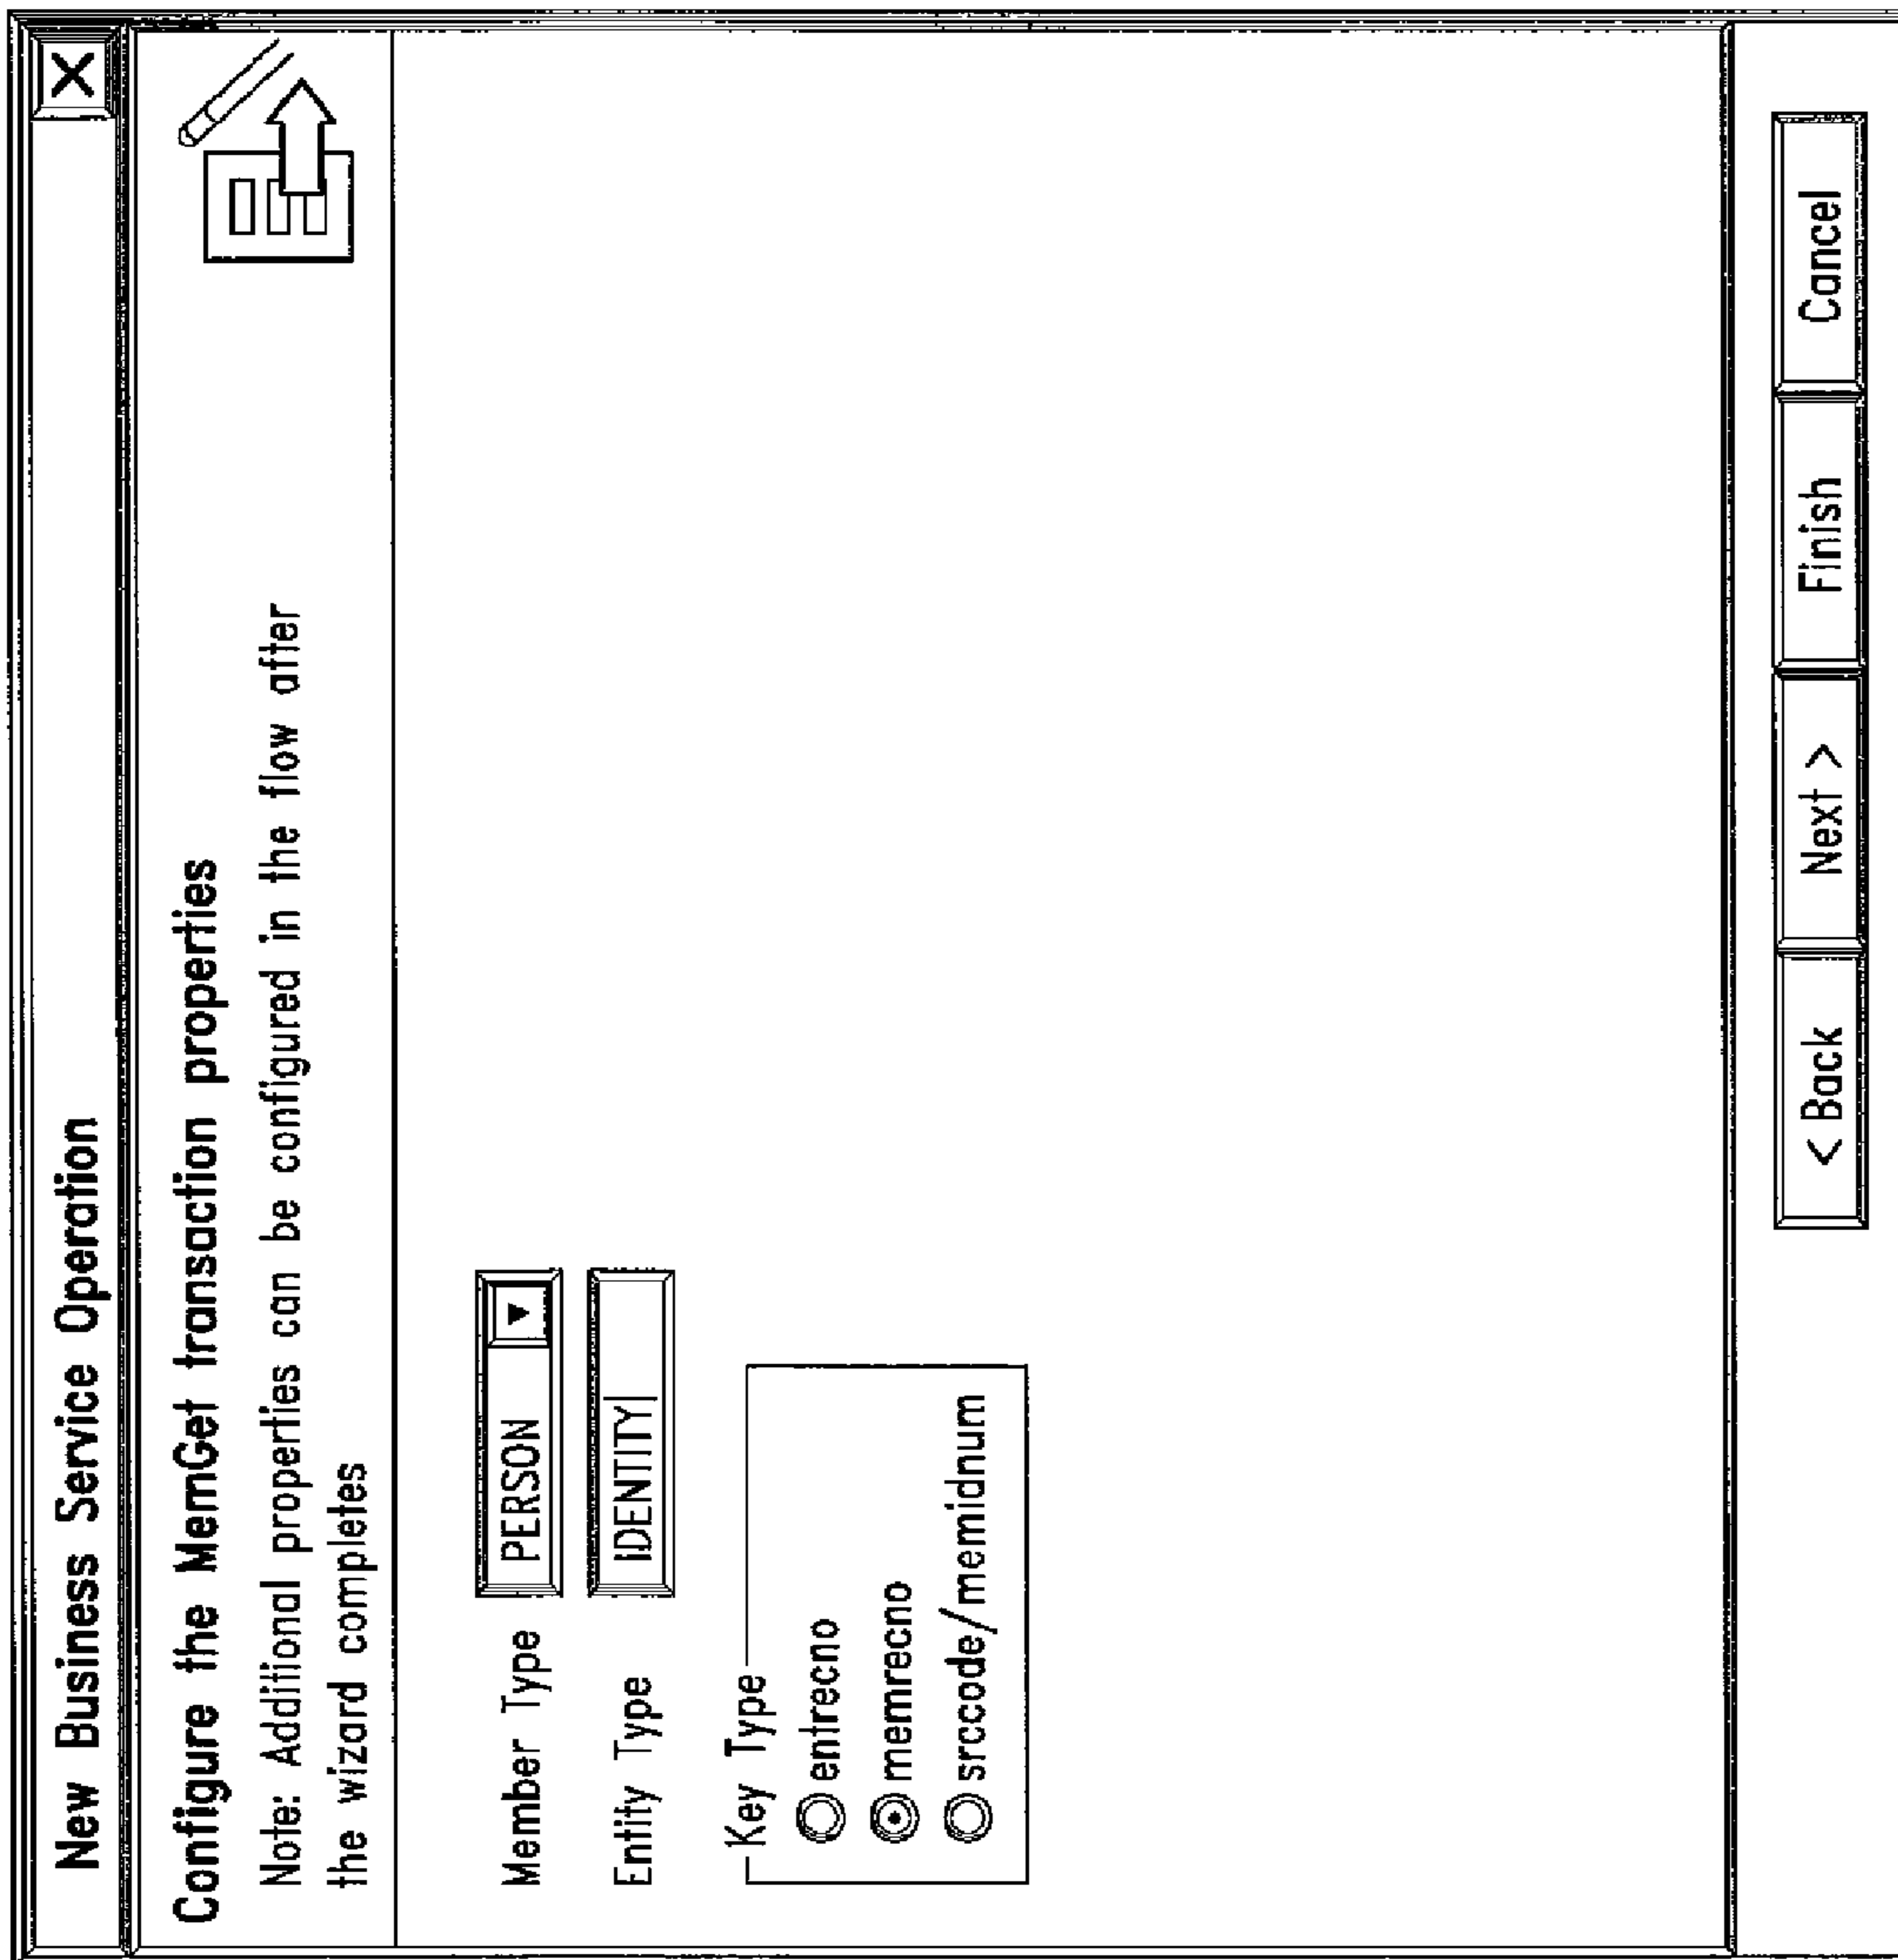 New Business Service Operation
Configure the MemGet transaction properties
Note: Additional properties can be configured in the flow after
the wizard completes
Member Type PERSON
Entity Type IDENTITY
Key Type
entrecno
memrecno
srccode/memidnum
< Back Next > Finish Cancel